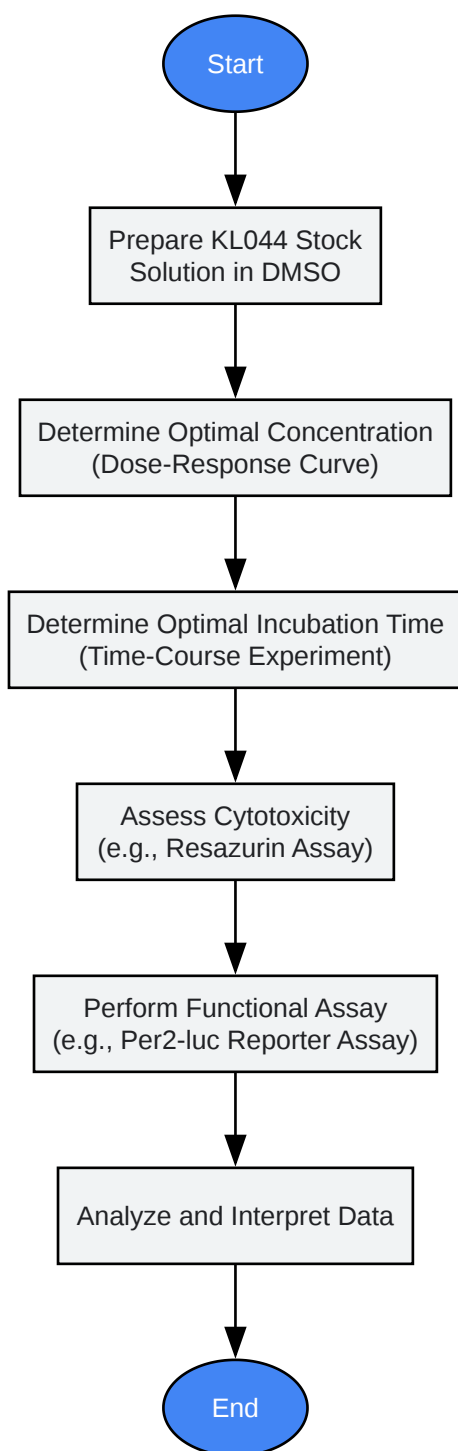 Start
Prepare KL044 Stock
Solution in DMSO
Determine Optimal Concentration
(Dose-Response Curve)
Determine Optimal Incubation Time
(Time-Course Experiment)
Assess Cytotoxicity
(e.g., Resazurin Assay)
Perform Functional Assay
(e.g., Per2-luc Reporter Assay)
Analyze and Interpret Data
End